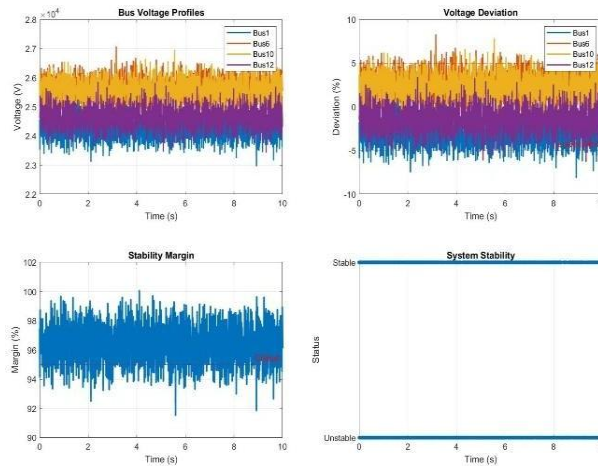 Bus Voltage Profiles
×10⁴
Voltage (V)
2.8
2.7
2.6
2.5
2.4
2.3
2.2
0 2 4 6 8 10
Time (s)
Bus1
Bus6
Bus10
Bus12
Voltage Deviation
Deviation (%)
10
5
0
-5
-10
0 2 4 6 8 10
Time (s)
Bus1
Bus6
Bus10
Bus12
Stability Margin
Margin (%)
102
100
98
96
94
92
90
0 2 4 6 8 10
Time (s)
System Stability
Status
Stable
Unstable
0 2 4 6 8 10
Time (s)